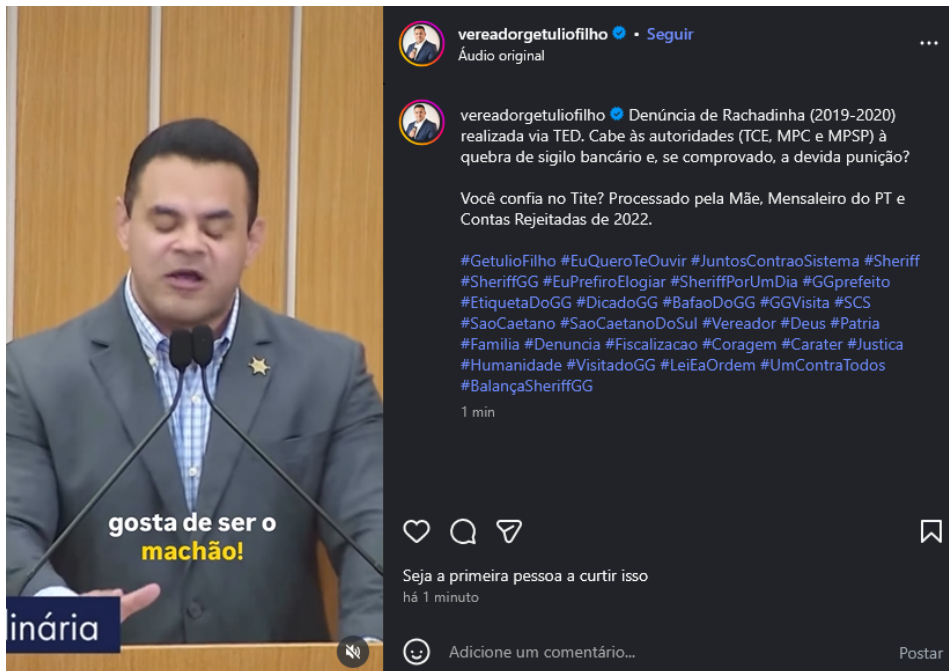 vereadorgetuliofilho • Seguir
Áudio original
vereadorgetuliofilho Denúncia de Rachadinha (2019-2020)
realizada via TED. Cabe às autoridades (TCE, MPC e MPSP) à
quebra de sigilo bancário e, se comprovado, a devida punição?
Você confia no Tite? Processado pela Mãe, Mensaleiro do PT e
Contas Rejeitadas de 2022.
#GetulioFilho #EuQueroTeOuvir #JuntosContraoSistema #Sheriff
#SheriffGG #EuPrefiroElogiar #SheriffPorUmDia #GGprefeito
#EtiquetaDoGG #DicadoGG #BafaoDoGG #GGVisita #SCS
#SaoCaetano #SaoCaetanoDoSul #Vereador #Deus #Patria
#Familia #Denuncia #Fiscalizacao #Coragem #Carater #Justica
#Humanidade #VisitadoGG #LeiEaOrdem #UmContraTodos
#BalançaSheriffGG
1 min
gosta de ser o
machão!
linária
Seja a primeira pessoa a curtir isso
há 1 minuto
Adicione um comentário...
Postar